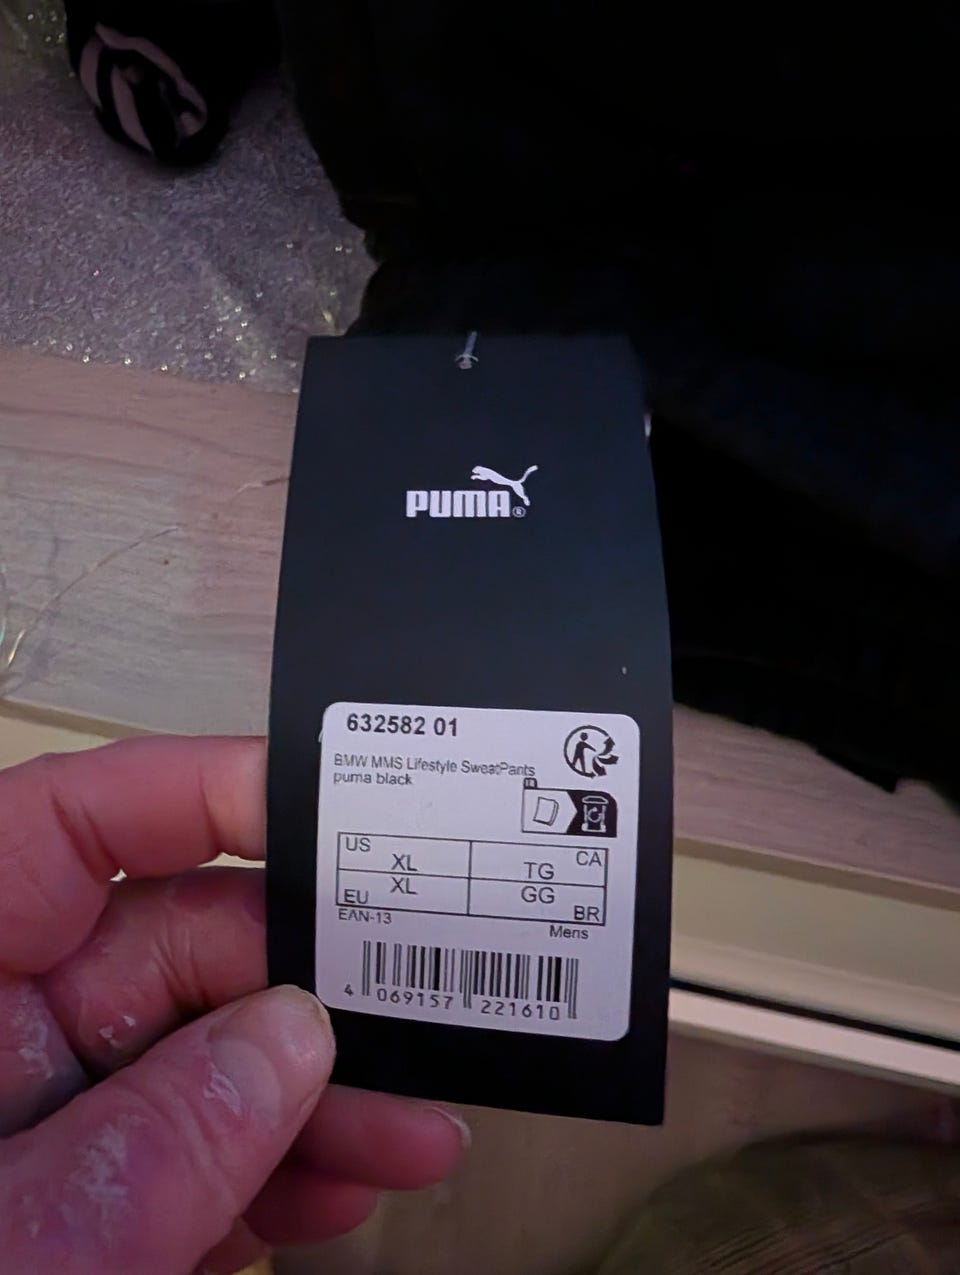 PUMA®
632582 01
BMW MMS Lifestyle SweatPants
puma black
US XL TG CA
EU XL GG BR
EAN-13
Mens
4 069157 221610